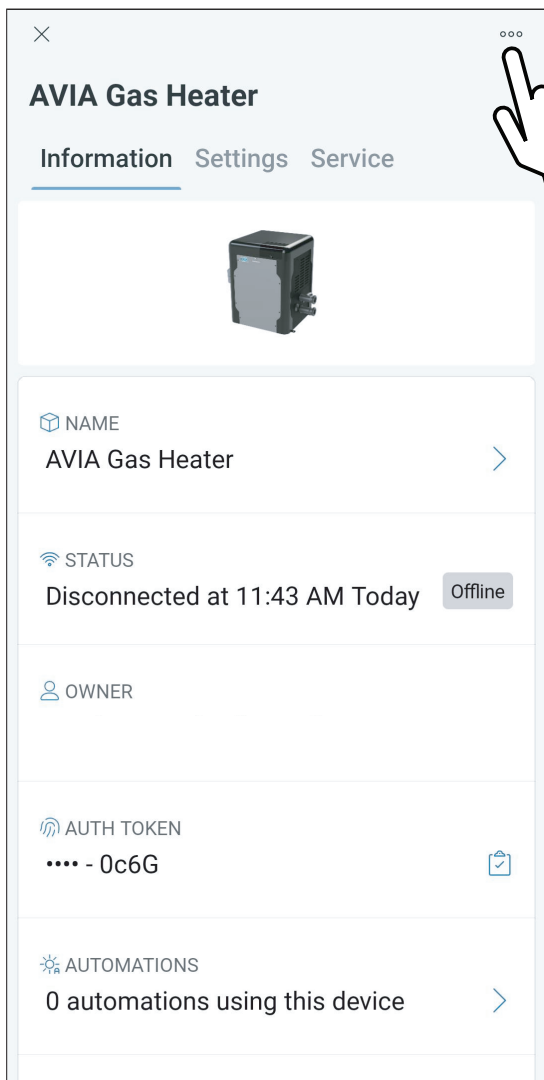 AVIA Gas Heater
Information Settings Service
NAME
AVIA Gas Heater
STATUS
Disconnected at 11:43 AM Today Offline
OWNER
AUTH TOKEN
•••• - 0c6G
AUTOMATIONS
0 automations using this device